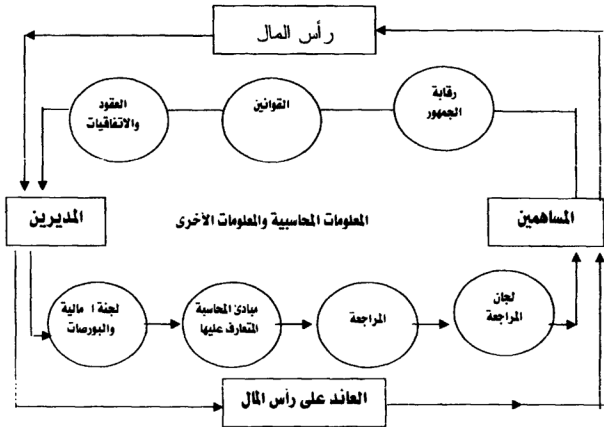 رأس المال
رقابة
الجمهور
القوانين
العقود
والاتفاقيات
المساهمين
المعلومات المحاسبية والمعلومات الأخرى
المديرين
لجان
المراجعة
المراجعة
مبادئ المحاسبة
المتعارف عليها
لجنة ا مالية
والبورصات
العائد على رأس المال